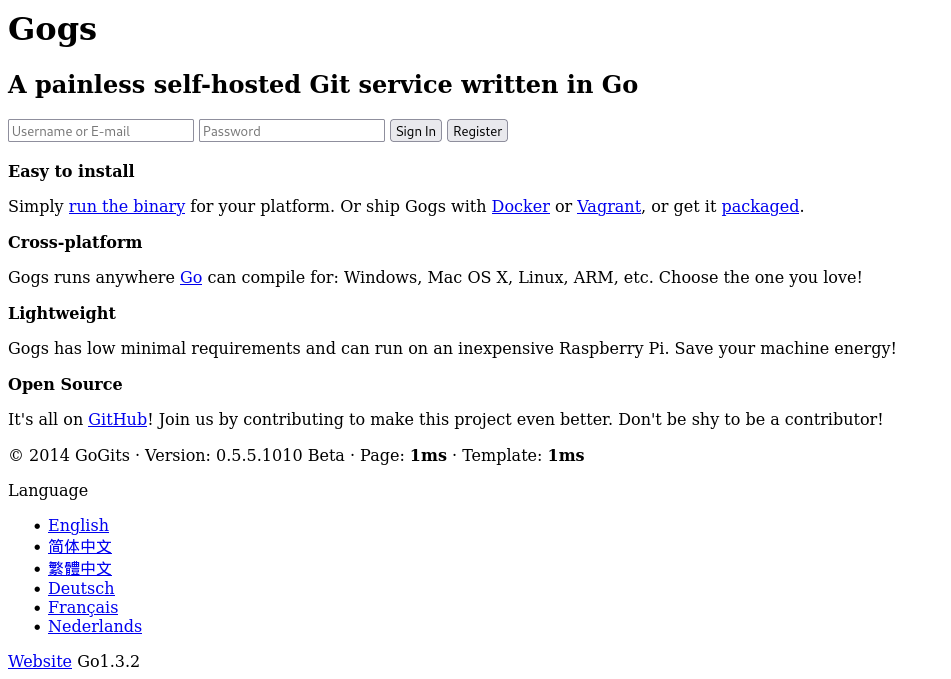 Gogs
A painless self-hosted Git service written in Go
Username or E-mail Password Sign In Register
Easy to install
Simply run the binary for your platform. Or ship Gogs with Docker or Vagrant, or get it packaged.
Cross-platform
Gogs runs anywhere Go can compile for: Windows, Mac OS X, Linux, ARM, etc. Choose the one you love!
Lightweight
Gogs has low minimal requirements and can run on an inexpensive Raspberry Pi. Save your machine energy!
Open Source
It's all on GitHub! Join us by contributing to make this project even better. Don't be shy to be a contributor!
© 2014 GoGits · Version: 0.5.5.1010 Beta · Page: 1ms · Template: 1ms
Language
• English
• 简体中文
• 繁體中文
• Deutsch
• Français
• Nederlands
Website Go1.3.2